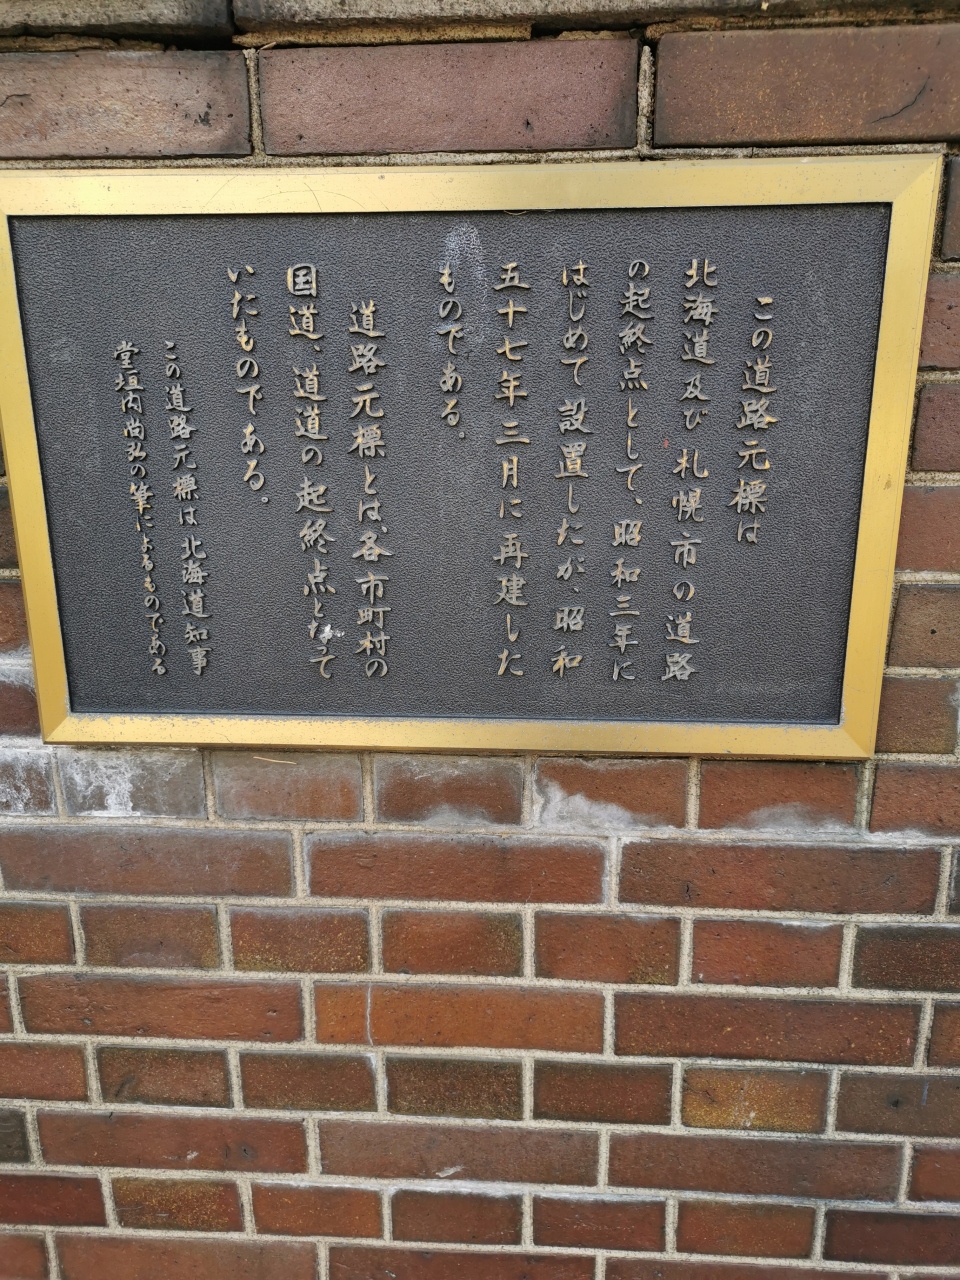 この道路元標は
北海道及び札幌市の道路
の起終点として、昭和三年に
はじめて設置したが、昭和
五十七年三月に再建した
ものである。
道路元標とは、各市町村の
国道、道道の起終点となって
いたものである。
この道路元標は北海道知事
堂垣内尚弘の筆によるものである